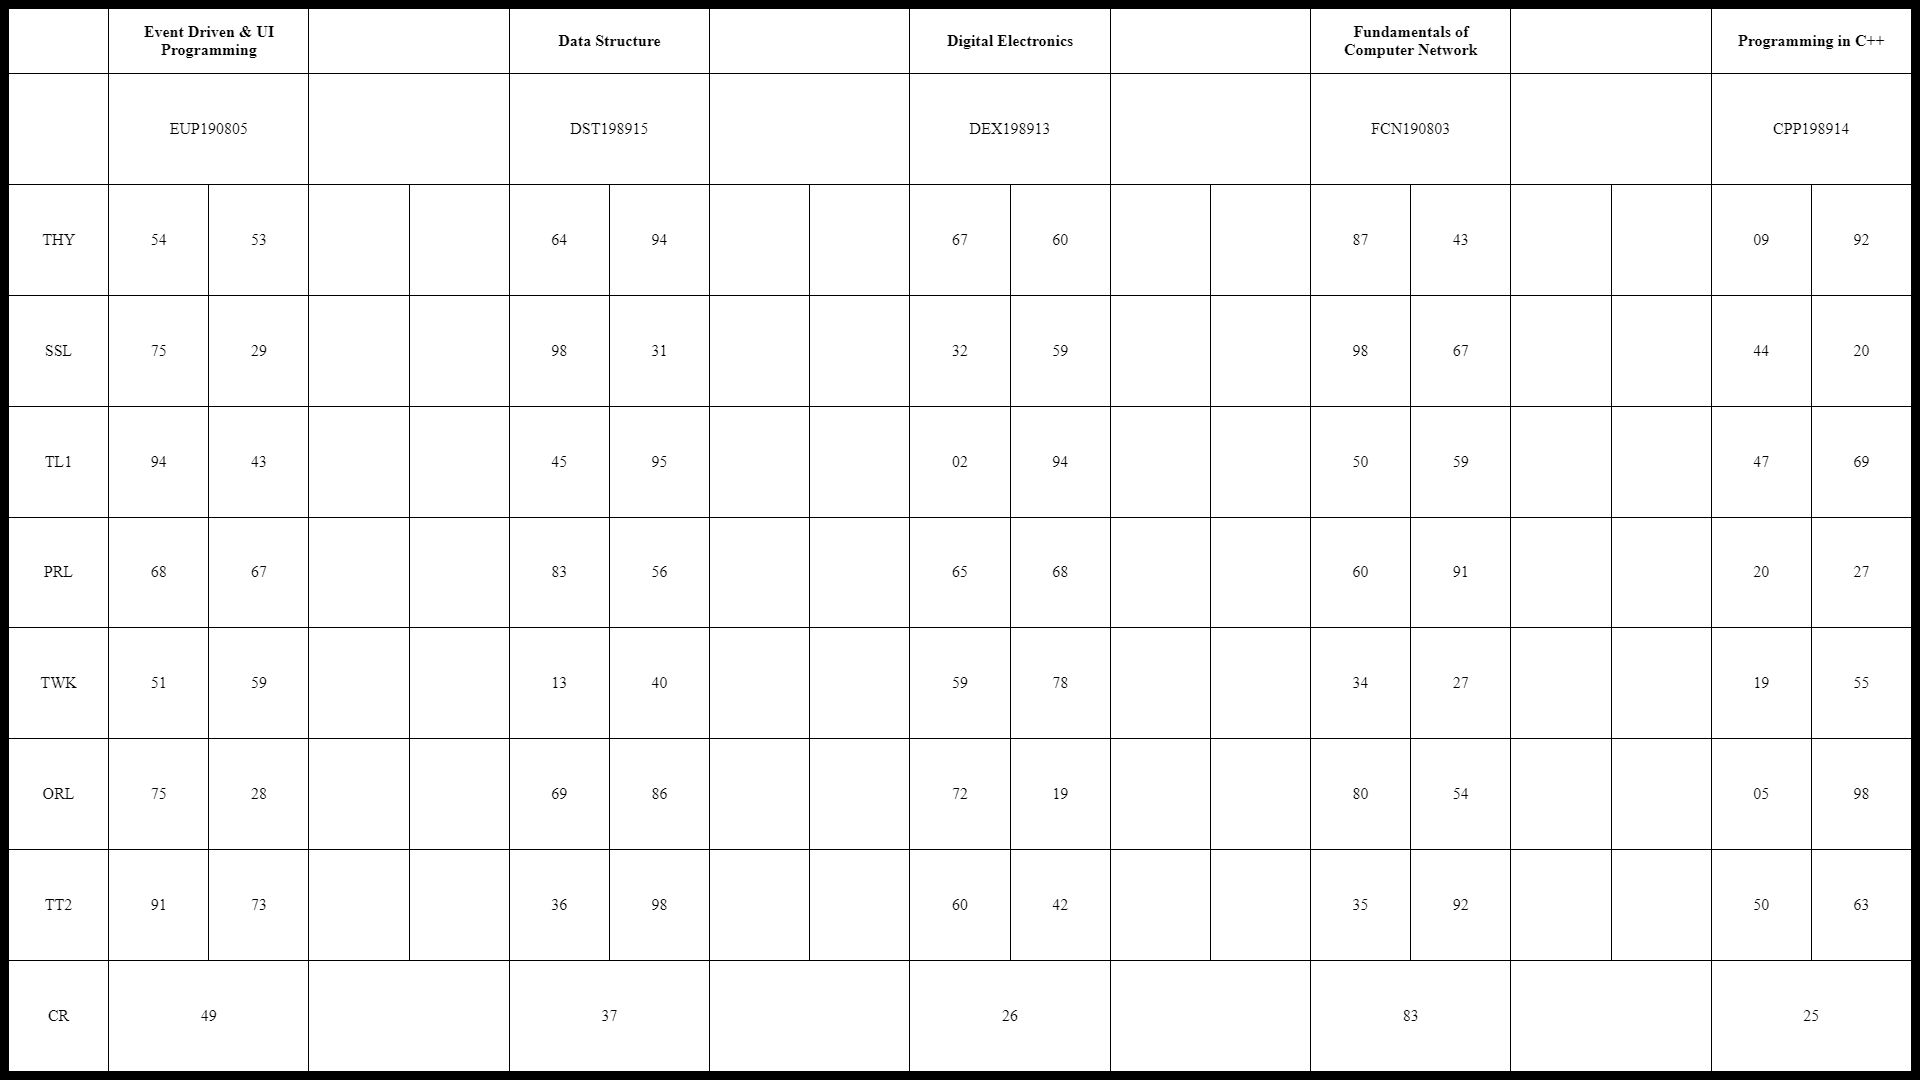 Event Driven & UI
Programming
Data Structure
Digital Electronics
Fundamentals of
Computer Network
Programming in C++
EUP190805
DST198915
DEX198913
FCN190803
CPP198914
THY 54 53 64 94 67 60 87 43 09 92
SSL 75 29 98 31 32 59 98 67 44 20
TL1 94 43 45 95 02 94 50 59 47 69
PRL 68 67 83 56 65 68 60 91 20 27
TWK 51 59 13 40 59 78 34 27 19 55
ORL 75 28 69 86 72 19 80 54 05 98
TT2 91 73 36 98 60 42 35 92 50 63
CR 49 37 26 83 25